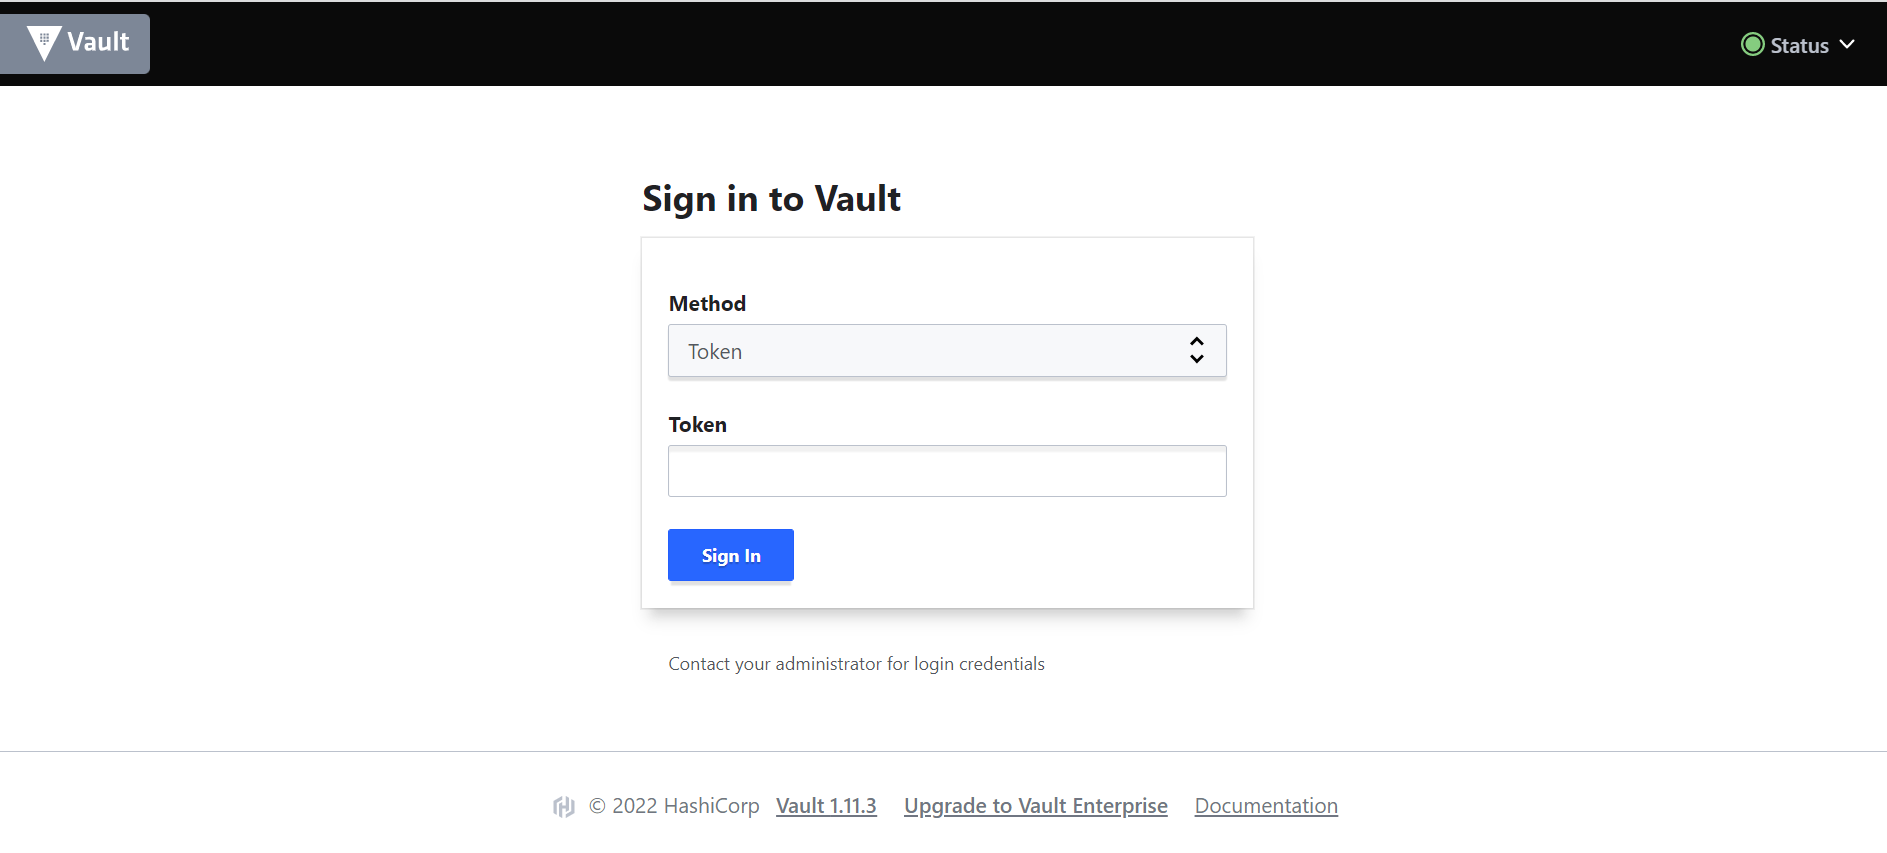 Vault
Status
Sign in to Vault
Method
Token
Token
Sign In
Contact your administrator for login credentials
© 2022 HashiCorp Vault 1.11.3 Upgrade to Vault Enterprise Documentation